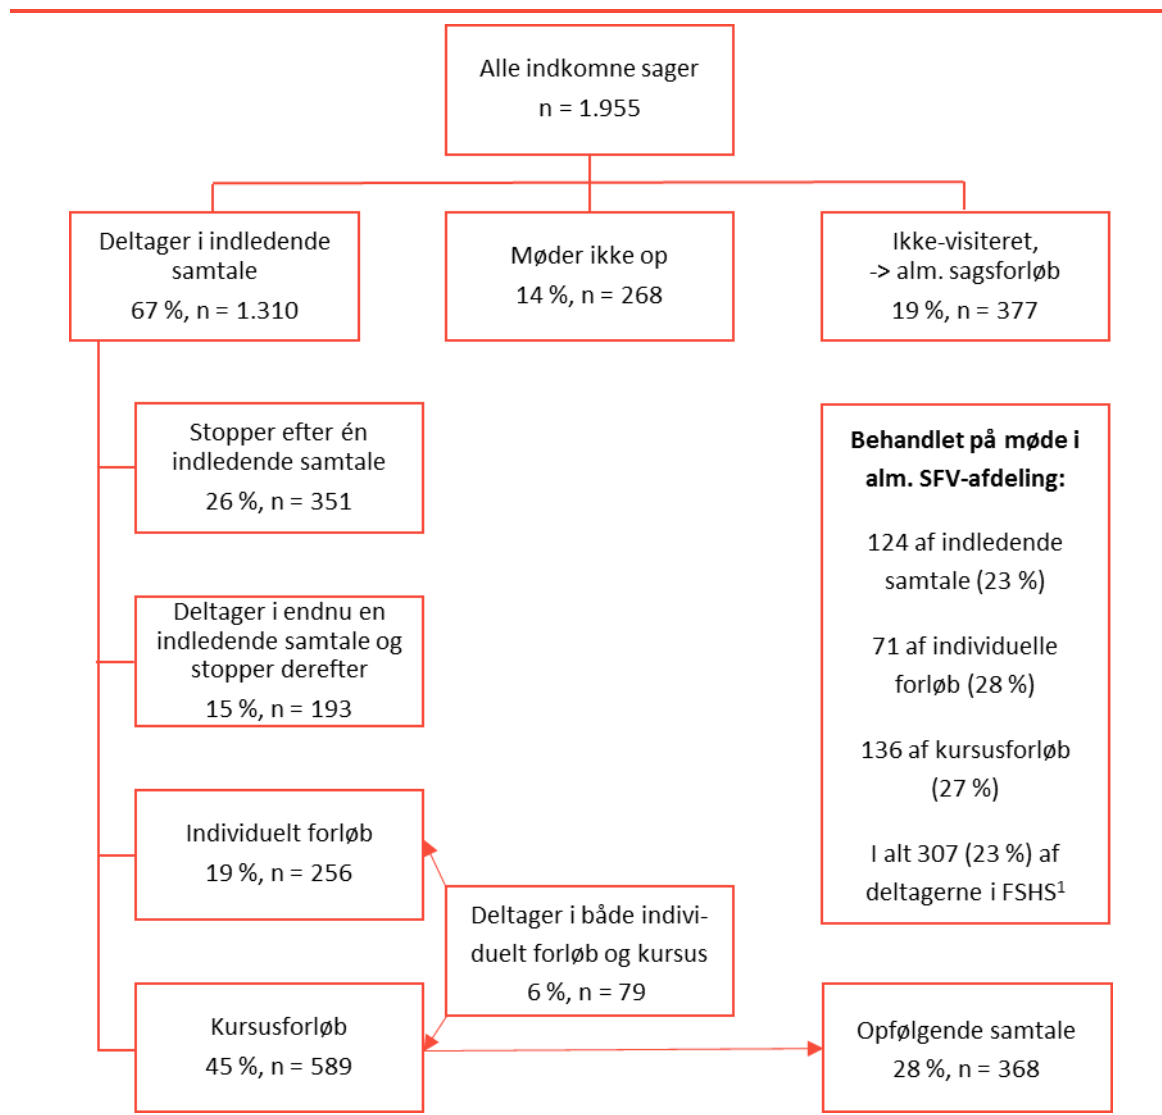 Alle indkomne sager
n = 1.955
Deltager i indledende
samtale
67 %, n = 1.310
Møder ikke op
14 %, n = 268
Ikke-visiteret,
-> alm. sagsforløb
19 %, n = 377
Stopper efter én
indledende samtale
26 %, n = 351
Deltager i endnu en
indledende samtale og
stopper derefter
15 %, n = 193
Individuelt forløb
19 %, n = 256
Deltager i både indivi-
duelt forløb og kursus
6 %, n = 79
Kursusforløb
45 %, n = 589
Behandlet på møde i
alm. SFV-afdeling:
124 af indledende
samtale (23 %)
71 af individuelle
forløb (28 %)
136 af kursusforløb
(27 %)
I alt 307 (23 %) af
deltagerne i FSHS¹
Opfølgende samtale
28 %, n = 368